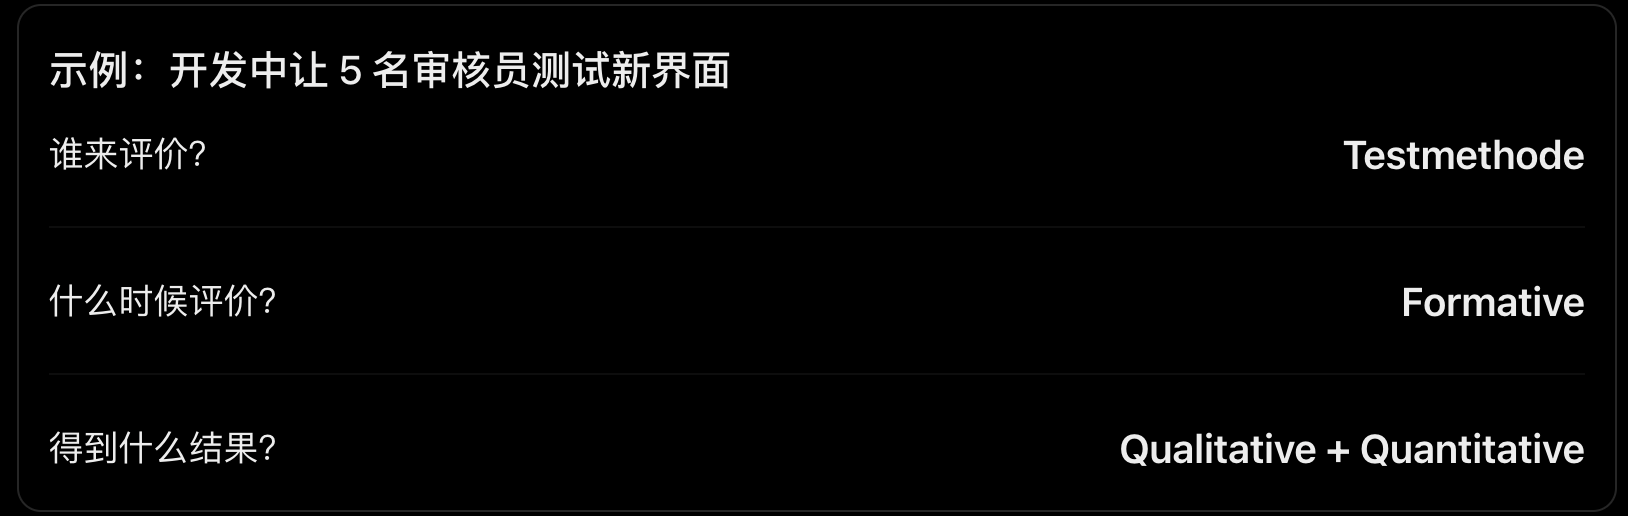 示例：开发中让 5 名审核员测试新界面
谁来评价?
Testmethode
什么时候评价?
Formative
得到什么结果?
Qualitative + Quantitative